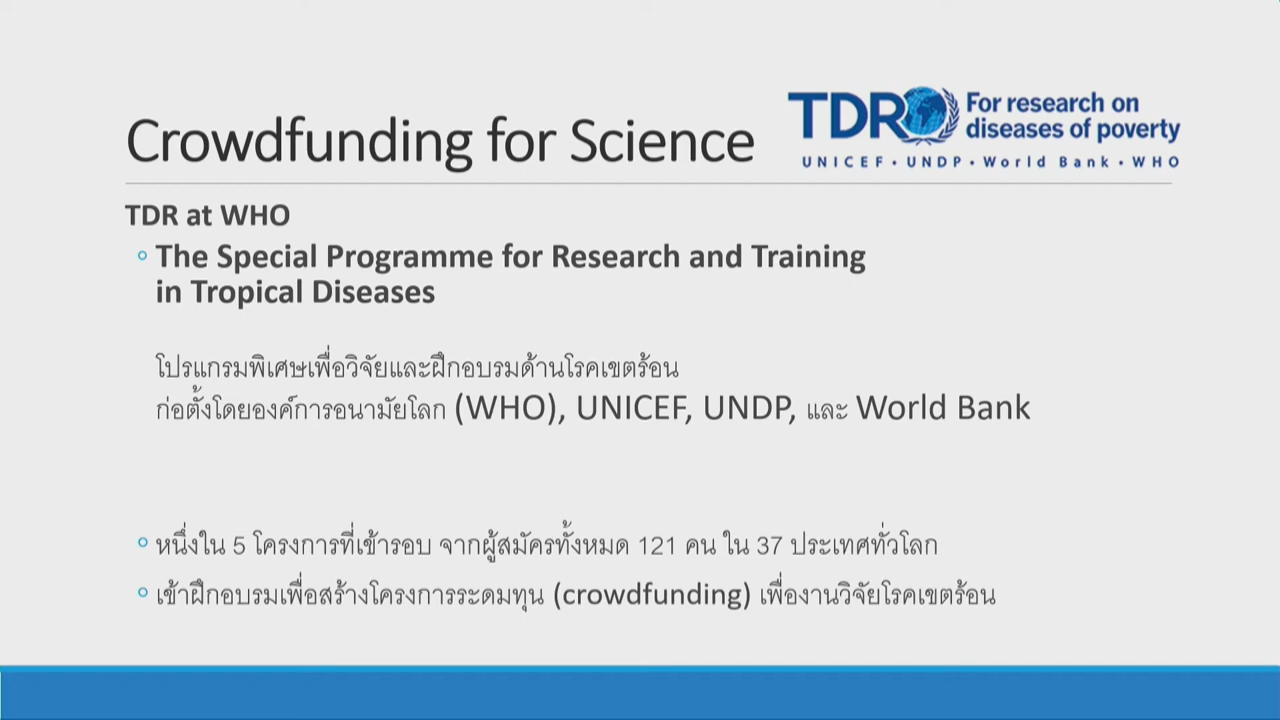 Crowdfunding for Science
TDR For research on
diseases of poverty
UNICEF • UNDP • World Bank • WHO
TDR at WHO
The Special Programme for Research and Training
in Tropical Diseases
โปรแกรมพิเศษเพื่อวิจัยและฝึกอบรมด้านโรคเขตร้อน
ก่อตั้งโดยองค์การอนามัยโลก (WHO), UNICEF, UNDP, และ World Bank
หนึ่งใน 5 โครงการที่เข้ารอบ จากผู้สมัครทั้งหมด 121 คน ใน 37 ประเทศทั่วโลก
เข้าฝึกอบรมเพื่อสร้างโครงการระดมทุน (crowdfunding) เพื่องานวิจัยโรคเขตร้อน